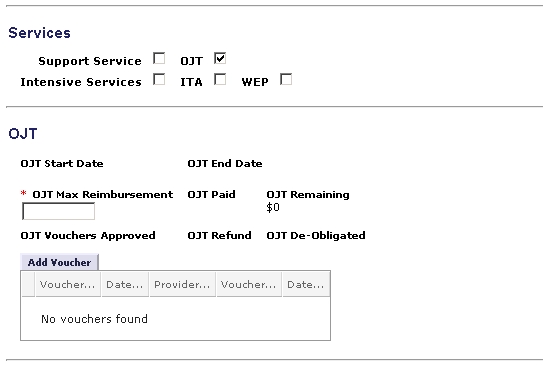 Services
Support Service OJT
Intensive Services ITA WEP
OJT
OJT Start Date OJT End Date
* OJT Max Reimbursement OJT Paid OJT Remaining
$0
OJT Vouchers Approved OJT Refund OJT De-Obligated
Add Voucher
Voucher... Date... Provider... Voucher... Date...
No vouchers found